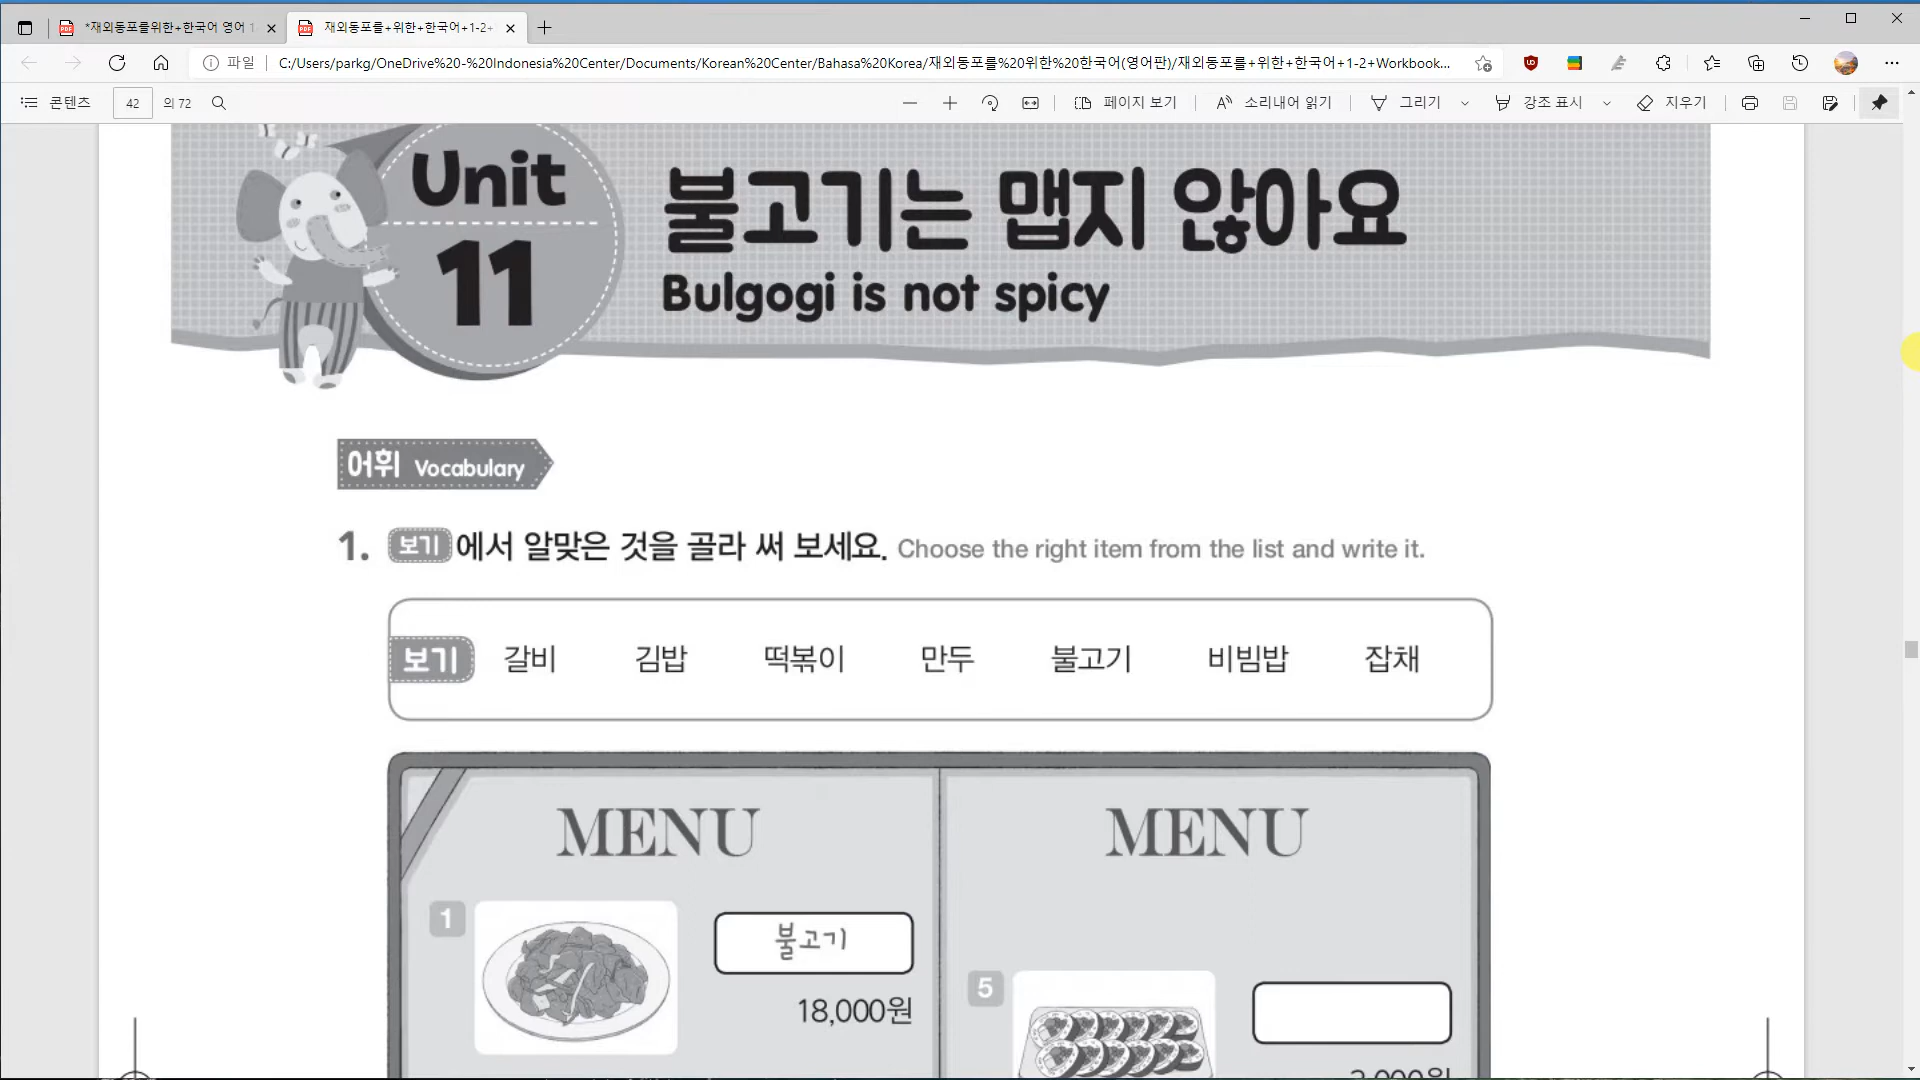 *재외동포를위한+한국어 영어 1
재외동포를+위한+한국어+1-2+
파일
C:/Users/parkg/OneDrive%20-%20Indonesia%20Center/Documents/Korean%20Center/Bahasa%20Korea/재외동포를%20위한%20한국어(영어판)/재외동포를+위한+한국어+1-2+Workbook...
콘텐츠 42 의 72 페이지 보기 소리내어 읽기 그리기 강조 표시 지우기
Unit
11
불고기는 맵지 않아요
Bulgogi is not spicy
어휘 Vocabulary
1. 보기 에서 알맞은 것을 골라 써 보세요. Choose the right item from the list and write it.
보기 갈비 김밥 떡볶이 만두 불고기 비빔밥 잡채
MENU
1
불고기
18,000원
MENU
5